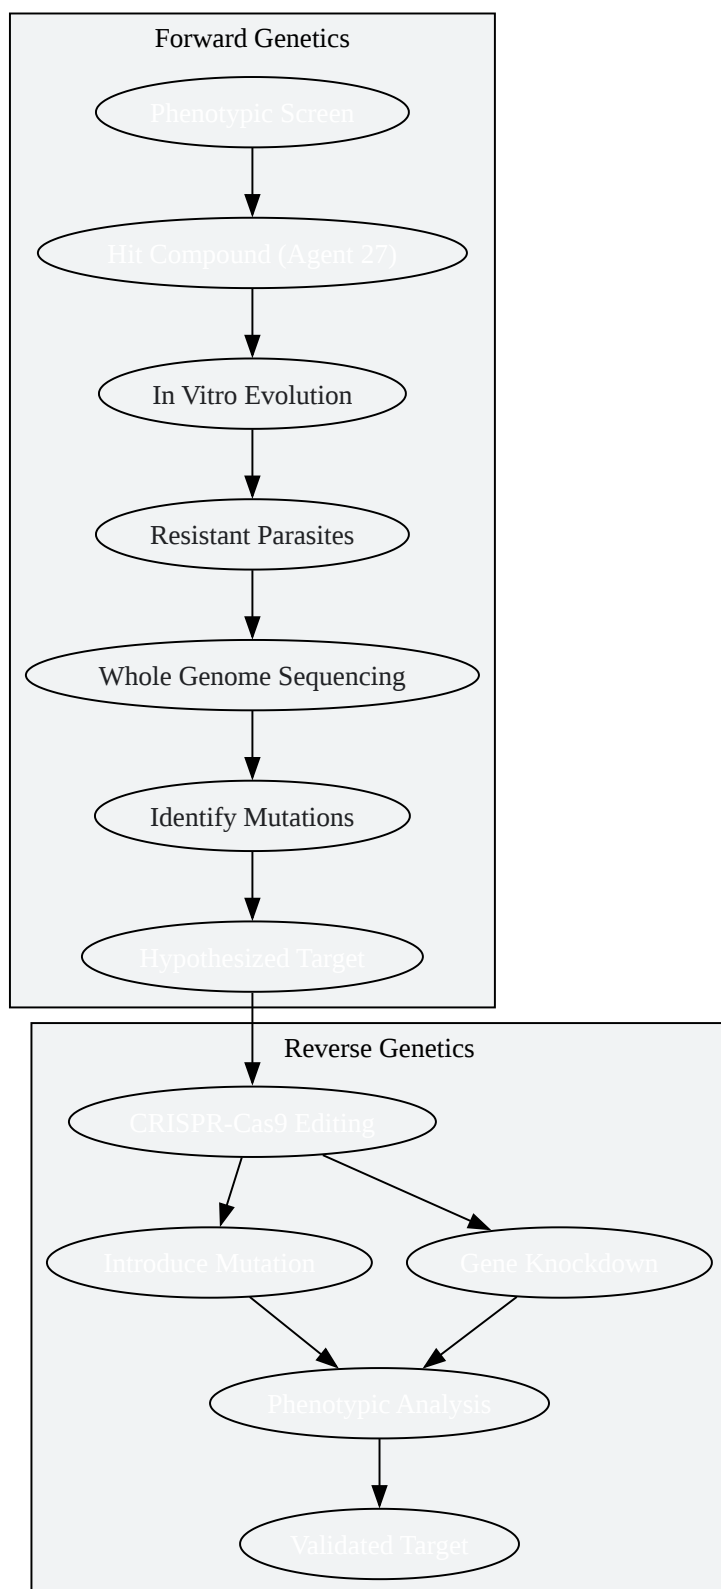 Forward Genetics
Phenotypic Screen
Hit Compound (Agent 27)
In Vitro Evolution
Resistant Parasites
Whole Genome Sequencing
Identify Mutations
Hypothesized Target
Reverse Genetics
CRISPR-Cas9 Editing
Introduce Mutation
Gene Knockdown
Phenotypic Analysis
Validated Target